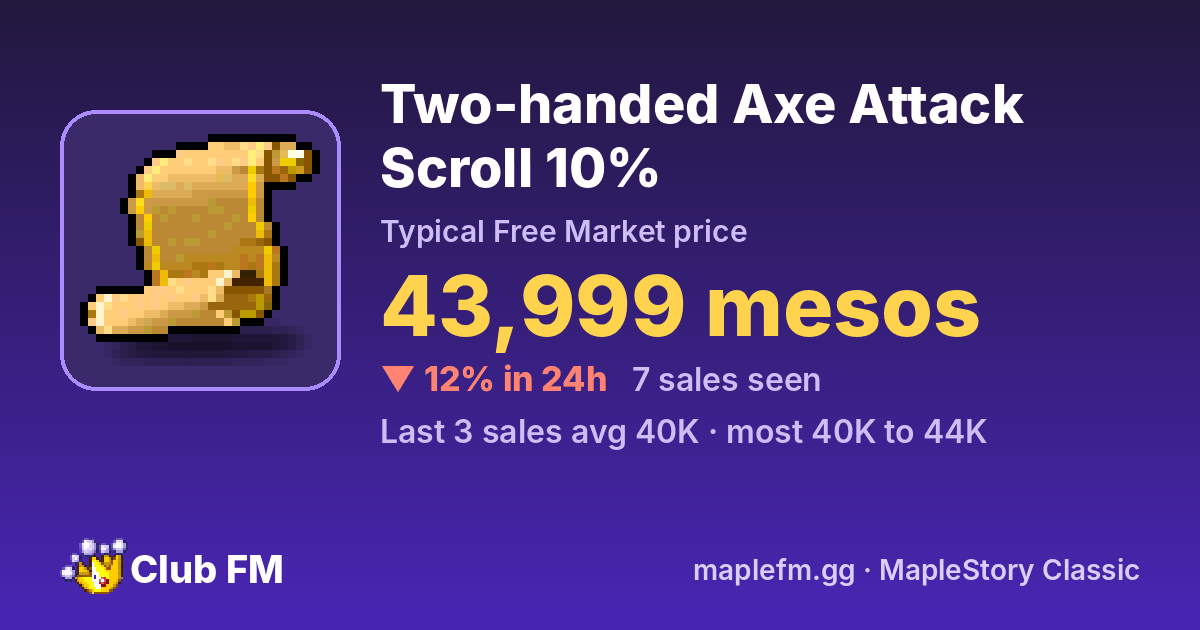 Two-handed Axe Attack
Scroll 10%
Typical Free Market price
43,999 mesos
▼ 12% in 24h 7 sales seen
Last 3 sales avg 40K · most 40K to 44K
Club FM
maplefm.gg · MapleStory Classic